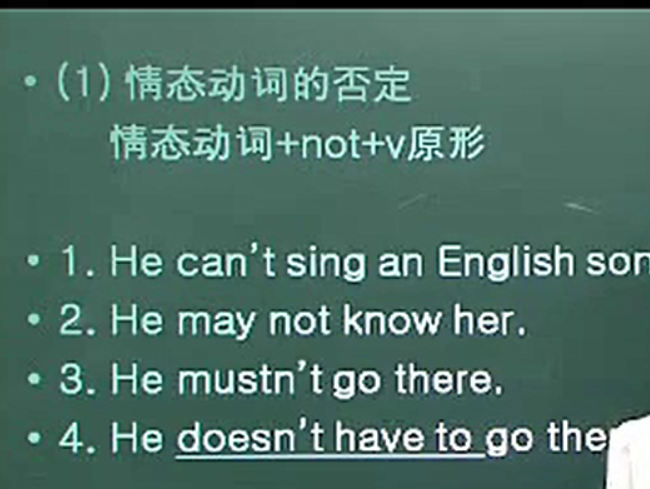 • (1) 情态动词的否定
情态动词+not+v原形
• 1. He can't sing an English son
• 2. He may not know her.
• 3. He mustn't go there.
• 4. He doesn't have to go the